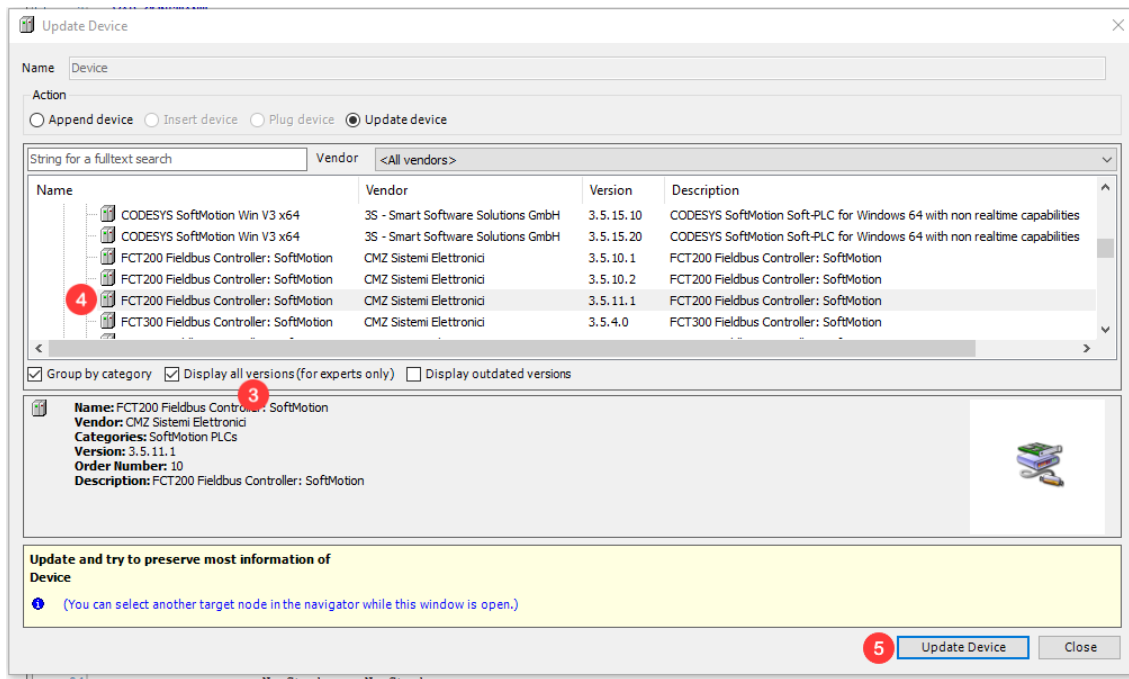 Update Device
Name Device
Action
Append device Insert device Plug device Update device
String for a fulltext search Vendor <All vendors>
Name Vendor Version Description
CODESYS SoftMotion Win V3 x64 3S - Smart Software Solutions GmbH 3.5.15.10 CODESYS SoftMotion Soft-PLC for Windows 64 with non realtime capabilities
CODESYS SoftMotion Win V3 x64 3S - Smart Software Solutions GmbH 3.5.15.20 CODESYS SoftMotion Soft-PLC for Windows 64 with non realtime capabilities
FCT200 Fieldbus Controller: SoftMotion CMZ Sistemi Elettronici 3.5.10.1 FCT200 Fieldbus Controller: SoftMotion
FCT200 Fieldbus Controller: SoftMotion CMZ Sistemi Elettronici 3.5.10.2 FCT200 Fieldbus Controller: SoftMotion
4 FCT200 Fieldbus Controller: SoftMotion CMZ Sistemi Elettronici 3.5.11.1 FCT200 Fieldbus Controller: SoftMotion
FCT300 Fieldbus Controller: SoftMotion CMZ Sistemi Elettronici 3.5.4.0 FCT300 Fieldbus Controller: SoftMotion
Group by category Display all versions (for experts only) Display outdated versions
3
Name: FCT200 Fieldbus Controller: SoftMotion
Vendor: CMZ Sistemi Elettronici
Categories: SoftMotion PLCs
Version: 3.5.11.1
Order Number: 10
Description: FCT200 Fieldbus Controller: SoftMotion
Update and try to preserve most information of
Device
(You can select another target node in the navigator while this window is open.)
5 Update Device Close